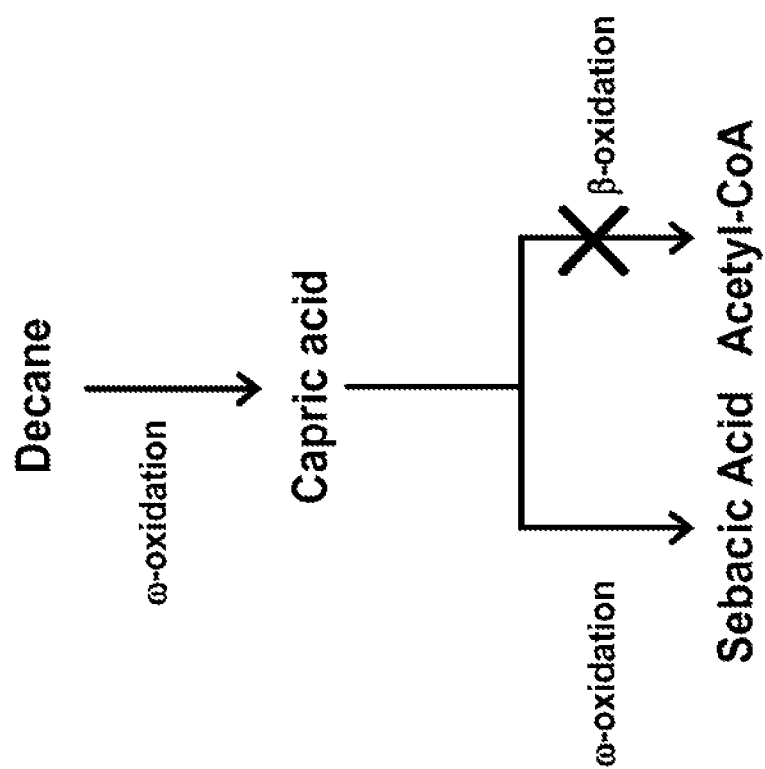 Decane
ω-oxidation
Capric acid
ω-oxidation
β-oxidation
Sebacic Acid
Acetyl-CoA